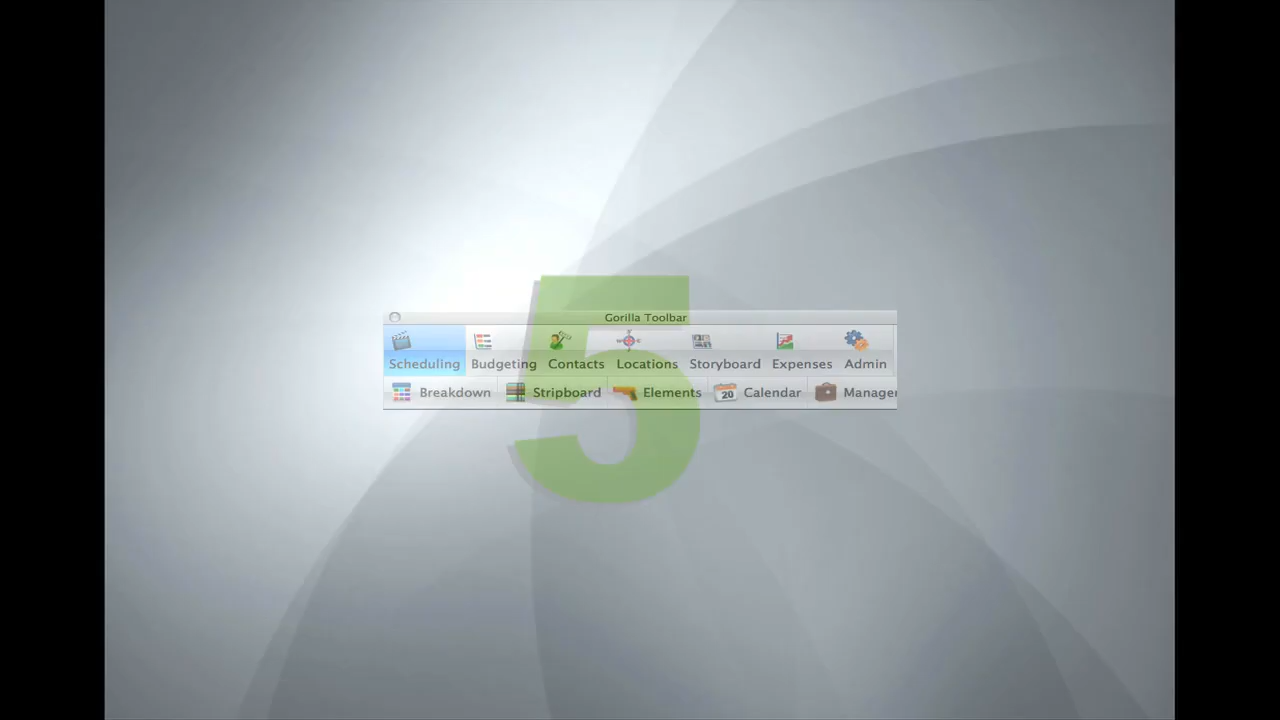 5
Gorilla Toolbar
Scheduling Budgeting Contacts Locations Storyboard Expenses Admin
Breakdown Stripboard 20 Calendar Elements Manager